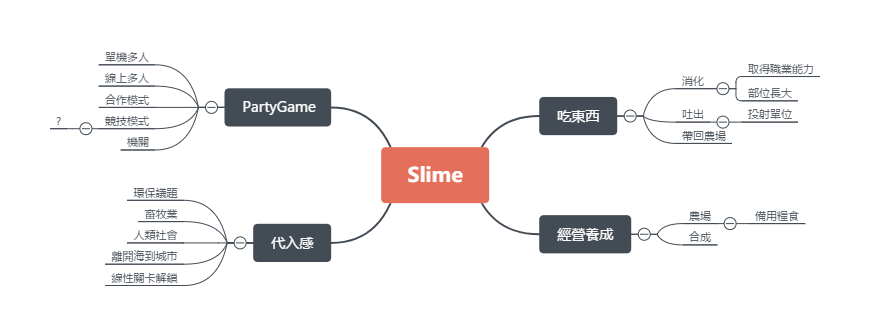 Slime
PartyGame
單機多人
線上多人
合作模式
競技模式
?
機關
代入感
環保議題
畜牧業
人類社會
離開海到城市
線性關卡解鎖
吃東西
消化
取得職業能力
部位長大
吐出
投射單位
帶回農場
經營養成
農場
備用糧食
合成